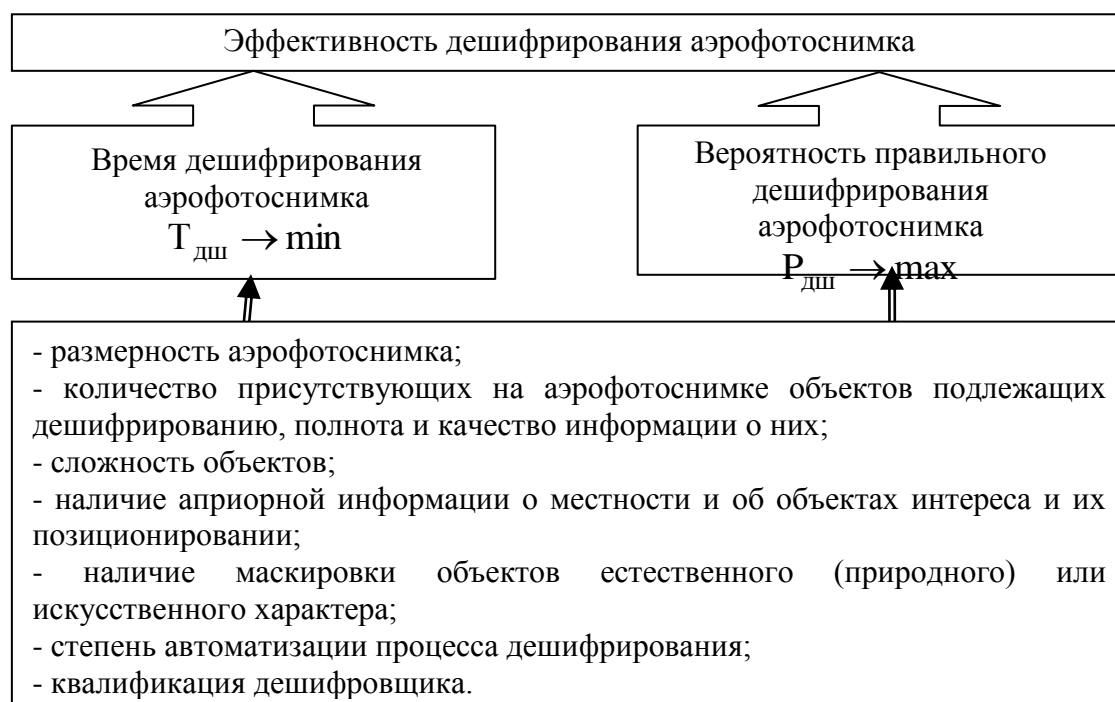 Эффективность дешифрирования аэрофотоснимка
Время дешифрирования
аэрофотоснимка
Tдш → min
Вероятность правильного
дешифрирования
аэрофотоснимка
Pдш → max
- размерность аэрофотоснимка;
- количество присутствующих на аэрофотоснимке объектов подлежащих
дешифрированию, полнота и качество информации о них;
- сложность объектов;
- наличие априорной информации о местности и об объектах интереса и их
позиционировании;
- наличие маскировки объектов естественного (природного) или
искусственного характера;
- степень автоматизации процесса дешифрирования;
- квалификация дешифровщика.